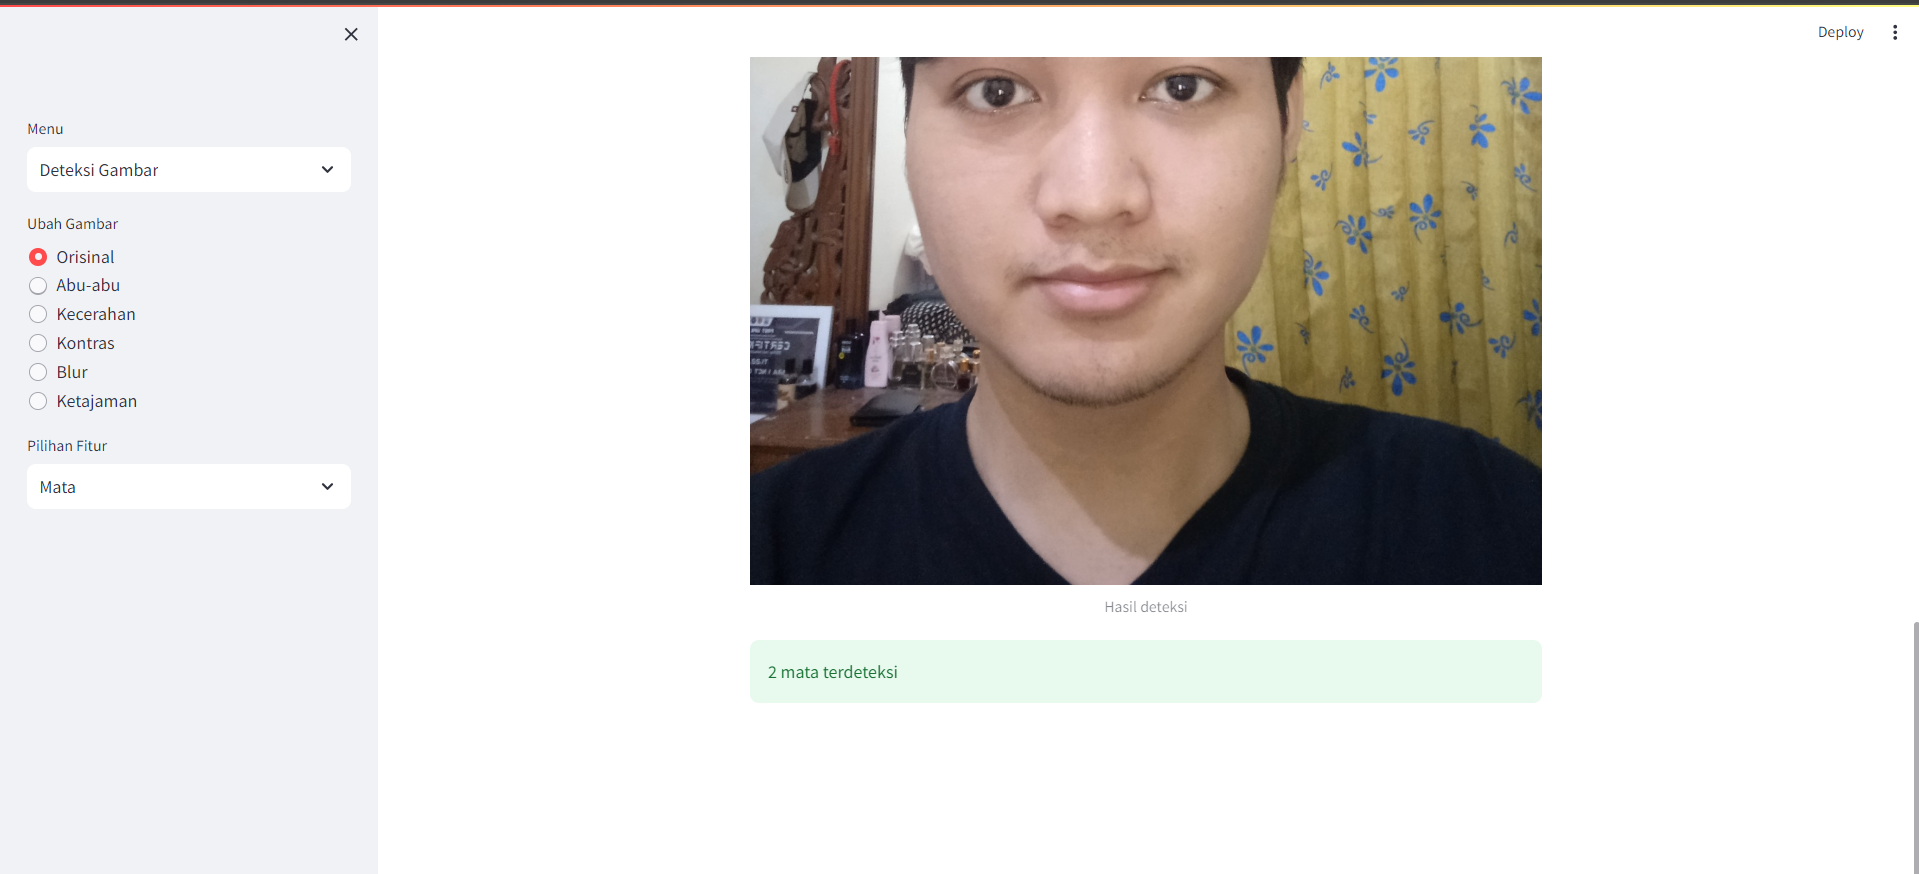 Deploy
Menu
Deteksi Gambar
Ubah Gambar
Orisinal
Abu-abu
Kecerahan
Kontras
Blur
Ketajaman
Pilihan Fitur
Mata
Hasil deteksi
2 mata terdeteksi